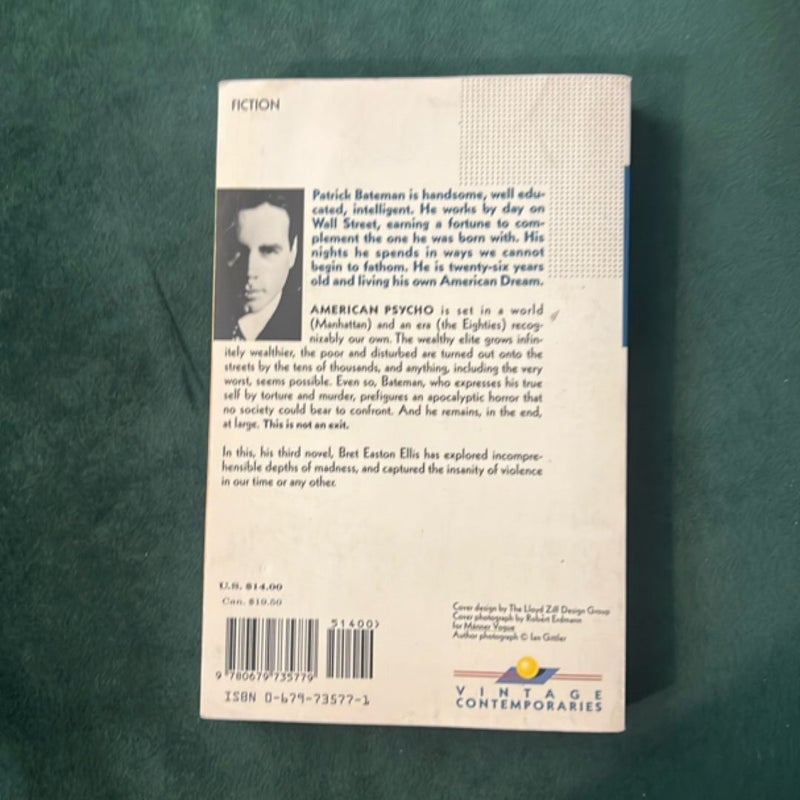 FICTION
Patrick Bateman is handsome, well edu-
cated, intelligent. He works by day on
Wall Street, earning a fortune to com-
plement the one he was born with. His
nights he spends in ways we cannot
begin to fathom. He is twenty-six years
old and living his own American Dream.
AMERICAN PSYCHO is set in a world
(Manhattan) and an era (the Eighties) recog-
nizably our own. The wealthy elite grows infin-
itely wealthier, the poor and disturbed are turned out onto the
streets by the tens of thousands, and anything, including the very
worst, seems possible. Even so, Bateman, who expresses his true
self by torture and murder, prefigures an apocalyptic horror that
no society could bear to confront. And he remains, in the end,
at large. This is not an exit.
In this, his third novel, Bret Easton Ellis has explored incompre-
hensible depths of madness, and captured the insanity of violence
in our time or any other.
U.S. $14.00
Can. $19.50
51400>
9 780679 735779
ISBN 0-679-73577-1
Cover design by The Lloyd Ziff Design Group
Cover photograph by Robert Erdmann
for Männer Vogue
Author photograph © Ian Gittler
VINTAGE
CONTEMPORARIES